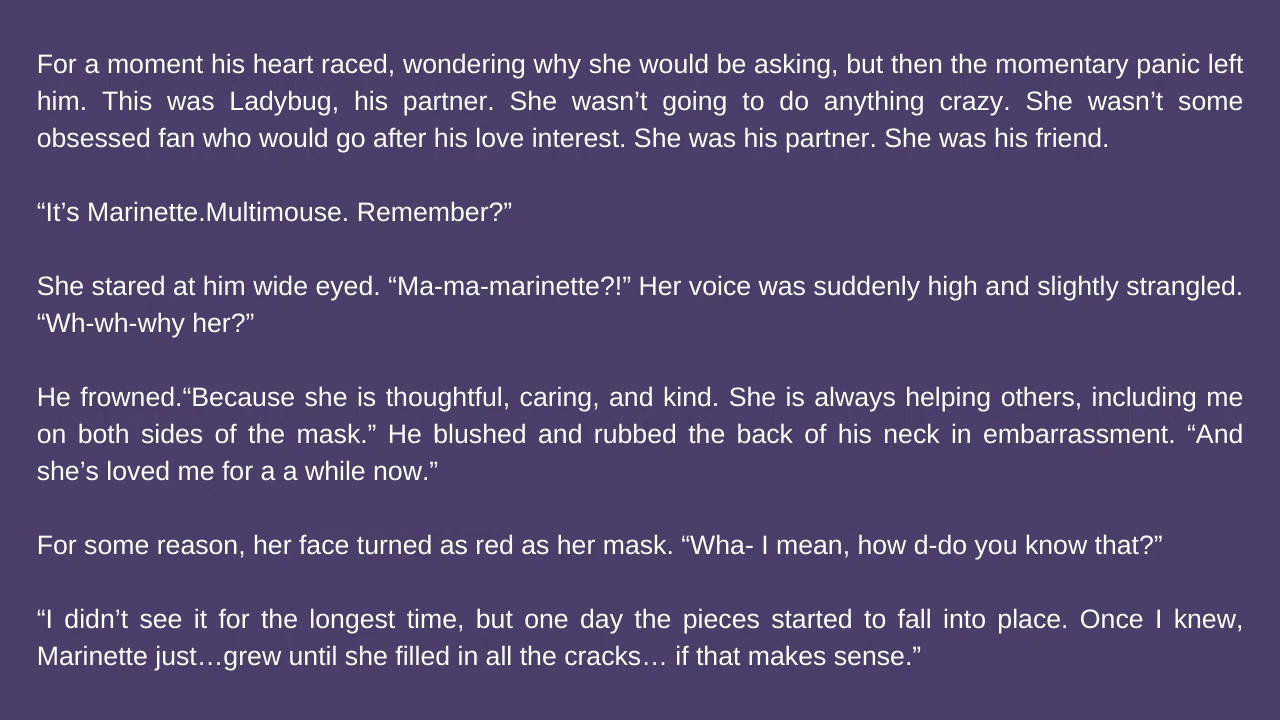 For a moment his heart raced, wondering why she would be asking, but then the momentary panic left
him. This was Ladybug, his partner. She wasn’t going to do anything crazy. She wasn’t some
obsessed fan who would go after his love interest. She was his partner. She was his friend.
“It’s Marinette.Multimouse. Remember?”
She stared at him wide eyed. “Ma-ma-marinette?!” Her voice was suddenly high and slightly strangled.
“Wh-wh-why her?”
He frowned.“Because she is thoughtful, caring, and kind. She is always helping others, including me
on both sides of the mask.” He blushed and rubbed the back of his neck in embarrassment. “And
she’s loved me for a a while now.”
For some reason, her face turned as red as her mask. “Wha- I mean, how d-do you know that?”
“I didn’t see it for the longest time, but one day the pieces started to fall into place. Once I knew,
Marinette just…grew until she filled in all the cracks… if that makes sense.”